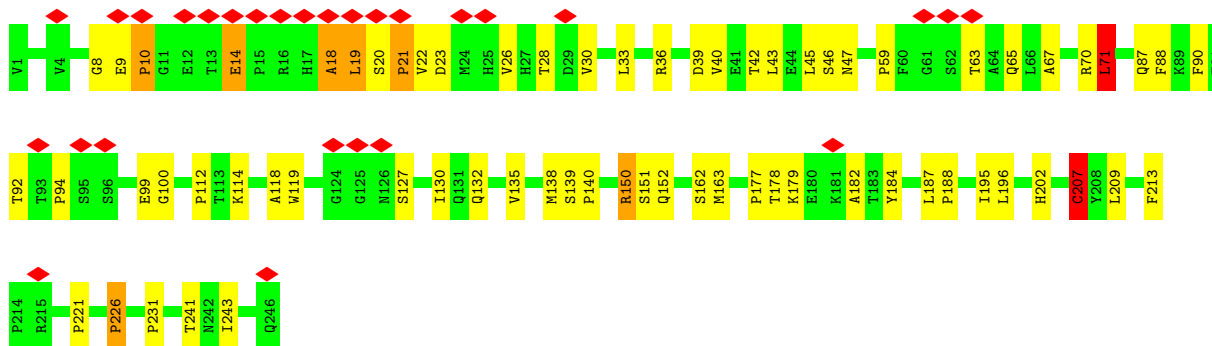 V1 V4 G8 E9 P10 G11 E12 T13 E14 P15 R16 H17 A18 L19 S20 P21 V22 D23 M24 H25 V26 H27 T28 D29 V30 L33 R36 D39 V40 E41 T42 L43 E44 L45 S46 N47 P59 F60 G61 S62 T63 A64 Q65 L66 A67 R70 L71 Q87 F88 K89 F90
T92 T93 P94 S95 S96 E99 G100 P112 T113 K114 A118 W119 G124 G125 N126 S127 I130 Q131 Q132 V135 M138 S139 P140 R150 S151 Q152 S162 M163 P177 T178 K179 E180 K181 A182 T183 Y184 L187 P188 I195 L196 H202 C207 Y208 L209 F213
P214 R215 P221 P226 P231 T241 N242 I243 Q246